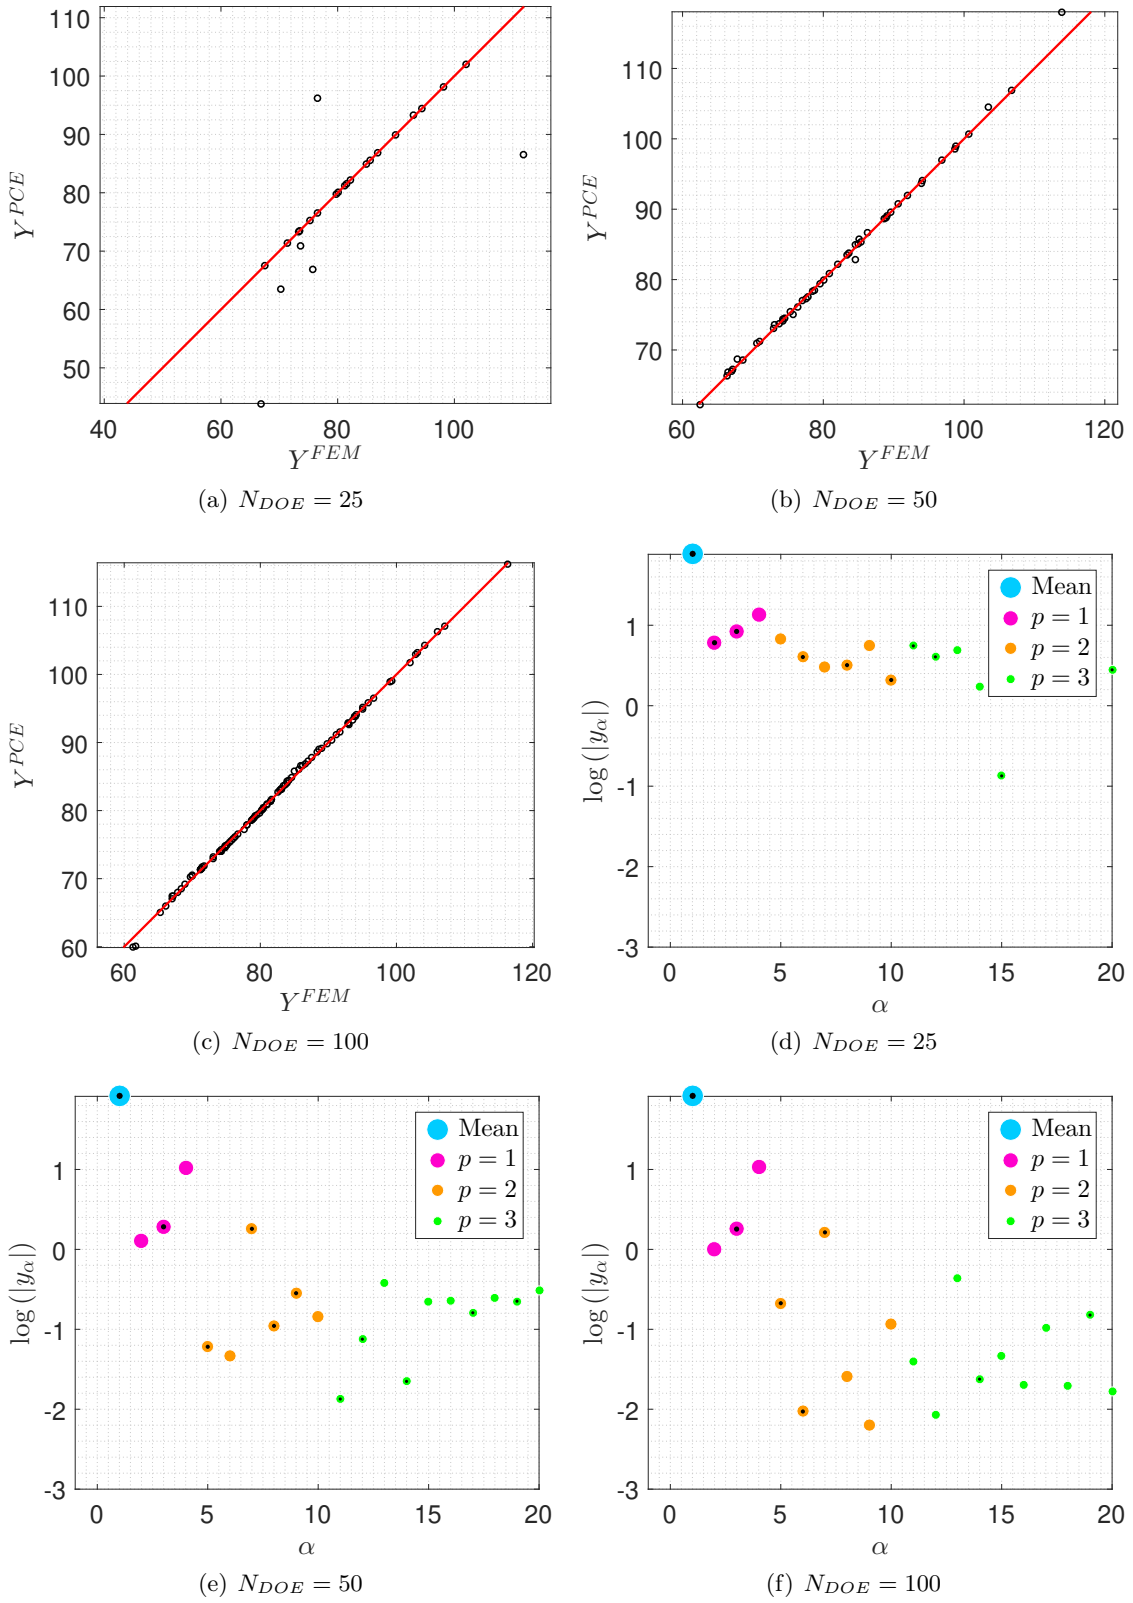 110
100
90
80
70
60
50
40
60
80
100
Y^{PCE}
Y^{FEM}
(a) N_{DOE} = 25
110
100
90
80
70
60
80
100
120
Y^{PCE}
Y^{FEM}
(b) N_{DOE} = 50
110
100
90
80
70
60
60
80
100
120
Y^{PCE}
Y^{FEM}
(c) N_{DOE} = 100
Mean
p = 1
p = 2
p = 3
1
0
-1
-2
-3
0
5
10
15
20
log (|y_α|)
α
(d) N_{DOE} = 25
Mean
p = 1
p = 2
p = 3
1
0
-1
-2
-3
0
5
10
15
20
log (|y_α|)
α
(e) N_{DOE} = 50
Mean
p = 1
p = 2
p = 3
1
0
-1
-2
-3
0
5
10
15
20
log (|y_α|)
α
(f) N_{DOE} = 100